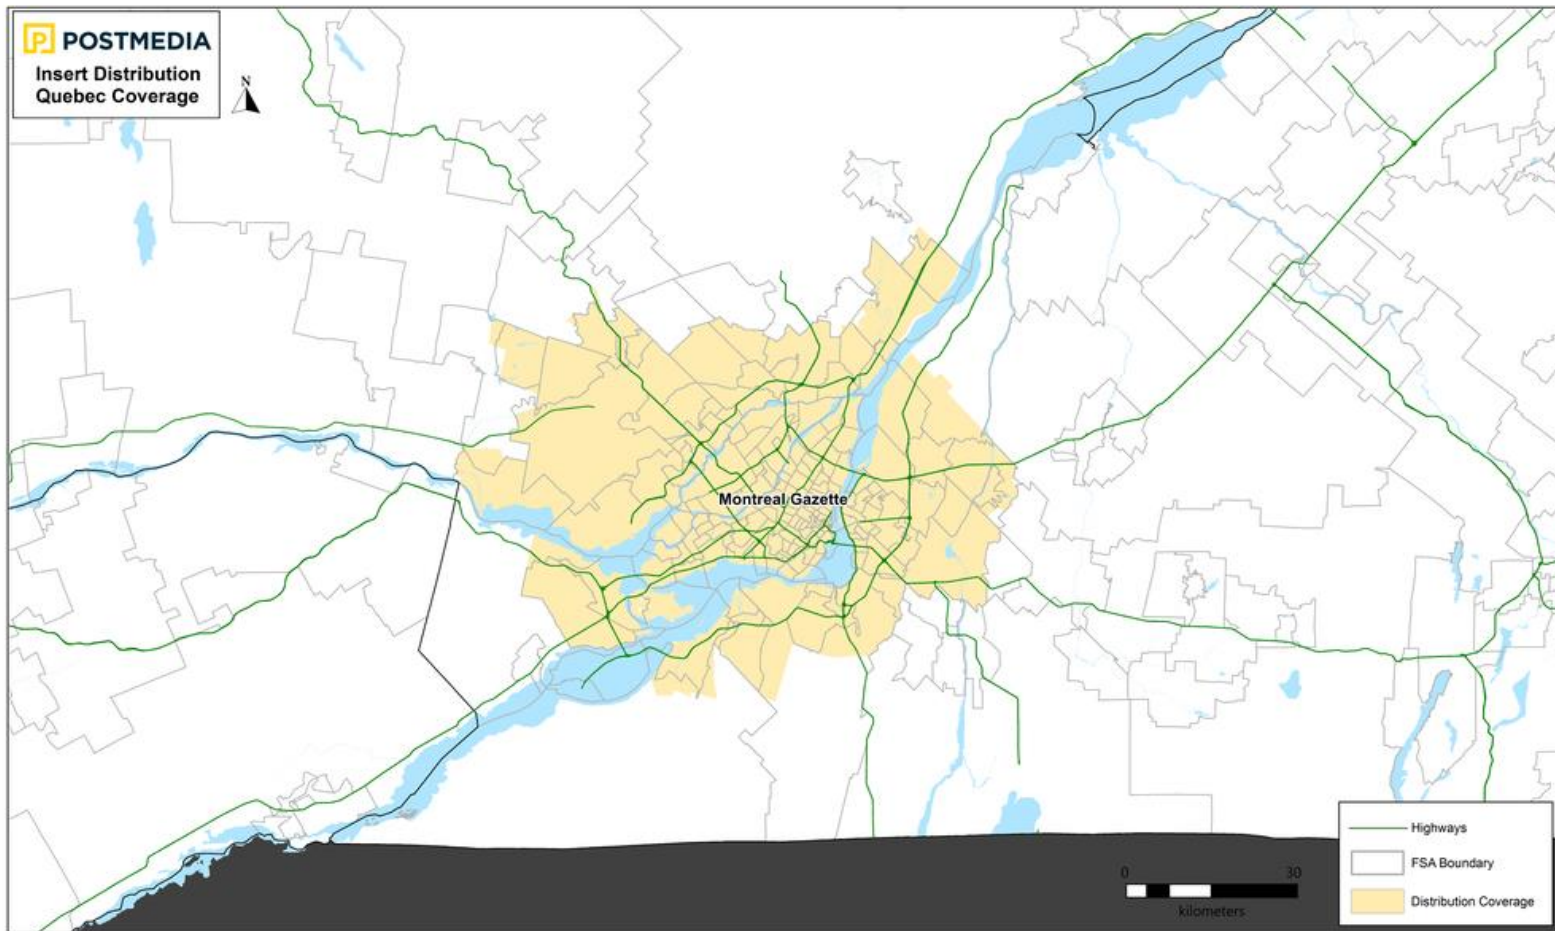 POSTMEDIA
Insert Distribution
Quebec Coverage
N
Montreal Gazette
Highways
FSA Boundary
Distribution Coverage
0 30
kilometers